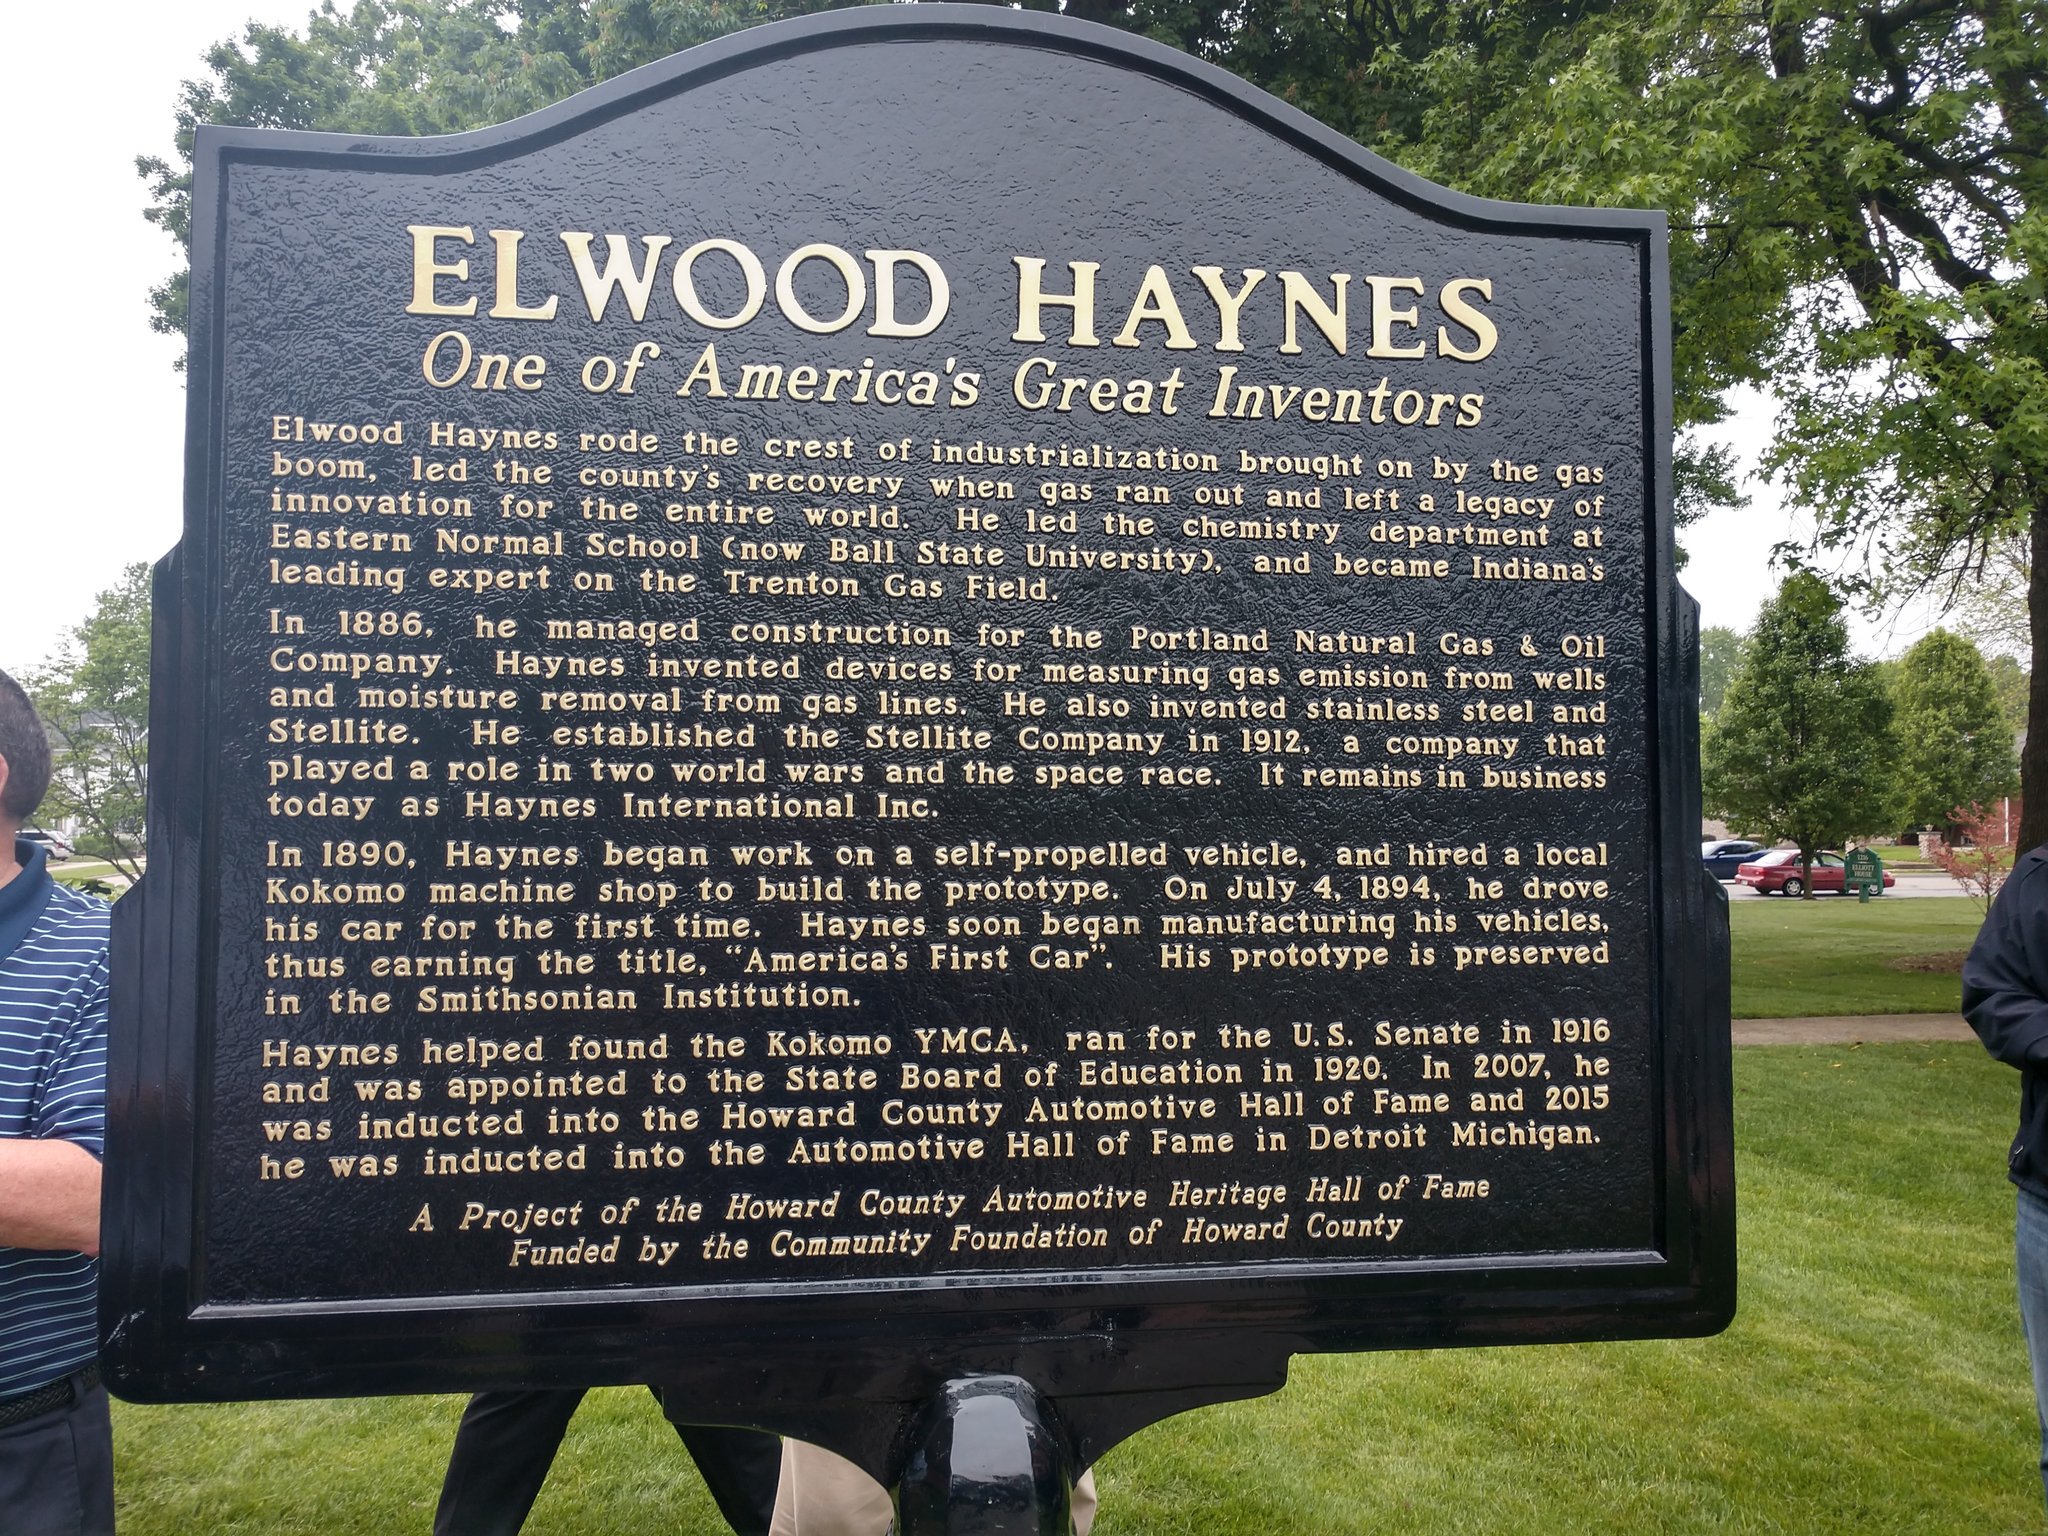 ELWOOD HAYNES
One of America's Great Inventors
Elwood Haynes rode the crest of industrialization brought on by the gas
boom, led the county's recovery when gas ran out and left a legacy of
innovation for the entire world. He led the chemistry department at
Eastern Normal School (now Ball State University), and became Indiana's
leading expert on the Trenton Gas Field.
In 1886, he managed construction for the Portland Natural Gas & Oil
Company. Haynes invented devices for measuring gas emission from wells
and moisture removal from gas lines. He also invented stainless steel and
Stellite. He established the Stellite Company in 1912, a company that
played a role in two world wars and the space race. It remains in business
today as Haynes International Inc.
In 1890, Haynes began work on a self-propelled vehicle, and hired a local
Kokomo machine shop to build the prototype. On July 4, 1894, he drove
his car for the first time. Haynes soon began manufacturing his vehicles,
thus earning the title, "America's First Car". His prototype is preserved
in the Smithsonian Institution.
Haynes helped found the Kokomo YMCA, ran for the U.S. Senate in 1916
and was appointed to the State Board of Education in 1920. In 2007, he
was inducted into the Howard County Automotive Hall of Fame and 2015
he was inducted into the Automotive Hall of Fame in Detroit Michigan.
A Project of the Howard County Automotive Heritage Hall of Fame
Funded by the Community Foundation of Howard County
1216
ELLIOTT
HOUSE